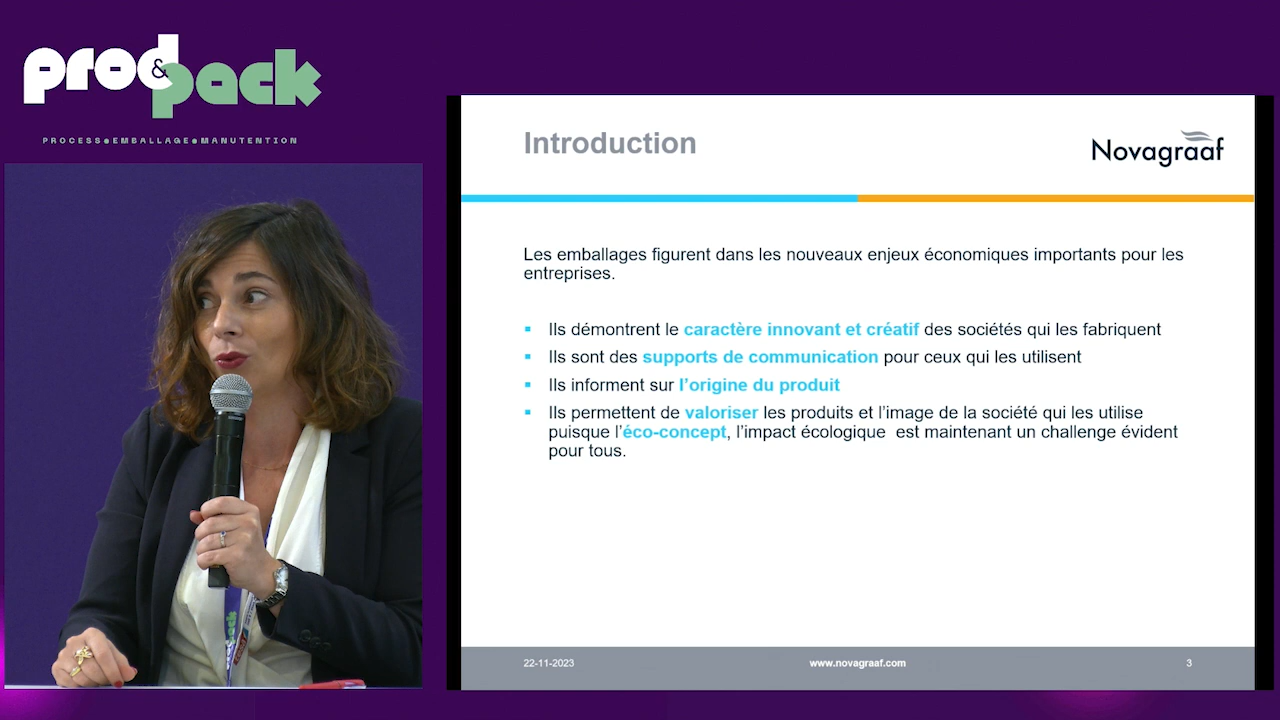 prod&pack
PROCESS●EMBALLAGE●MANUTENTION
Introduction
Novagraaf
Les emballages figurent dans les nouveaux enjeux économiques importants pour les
entreprises.
▪ Ils démontrent le caractère innovant et créatif des sociétés qui les fabriquent
▪ Ils sont des supports de communication pour ceux qui les utilisent
▪ Ils informent sur l’origine du produit
▪ Ils permettent de valoriser les produits et l’image de la société qui les utilise
puisque l’éco-concept, l’impact écologique est maintenant un challenge évident
pour tous.
22-11-2023 www.novagraaf.com 3
pack